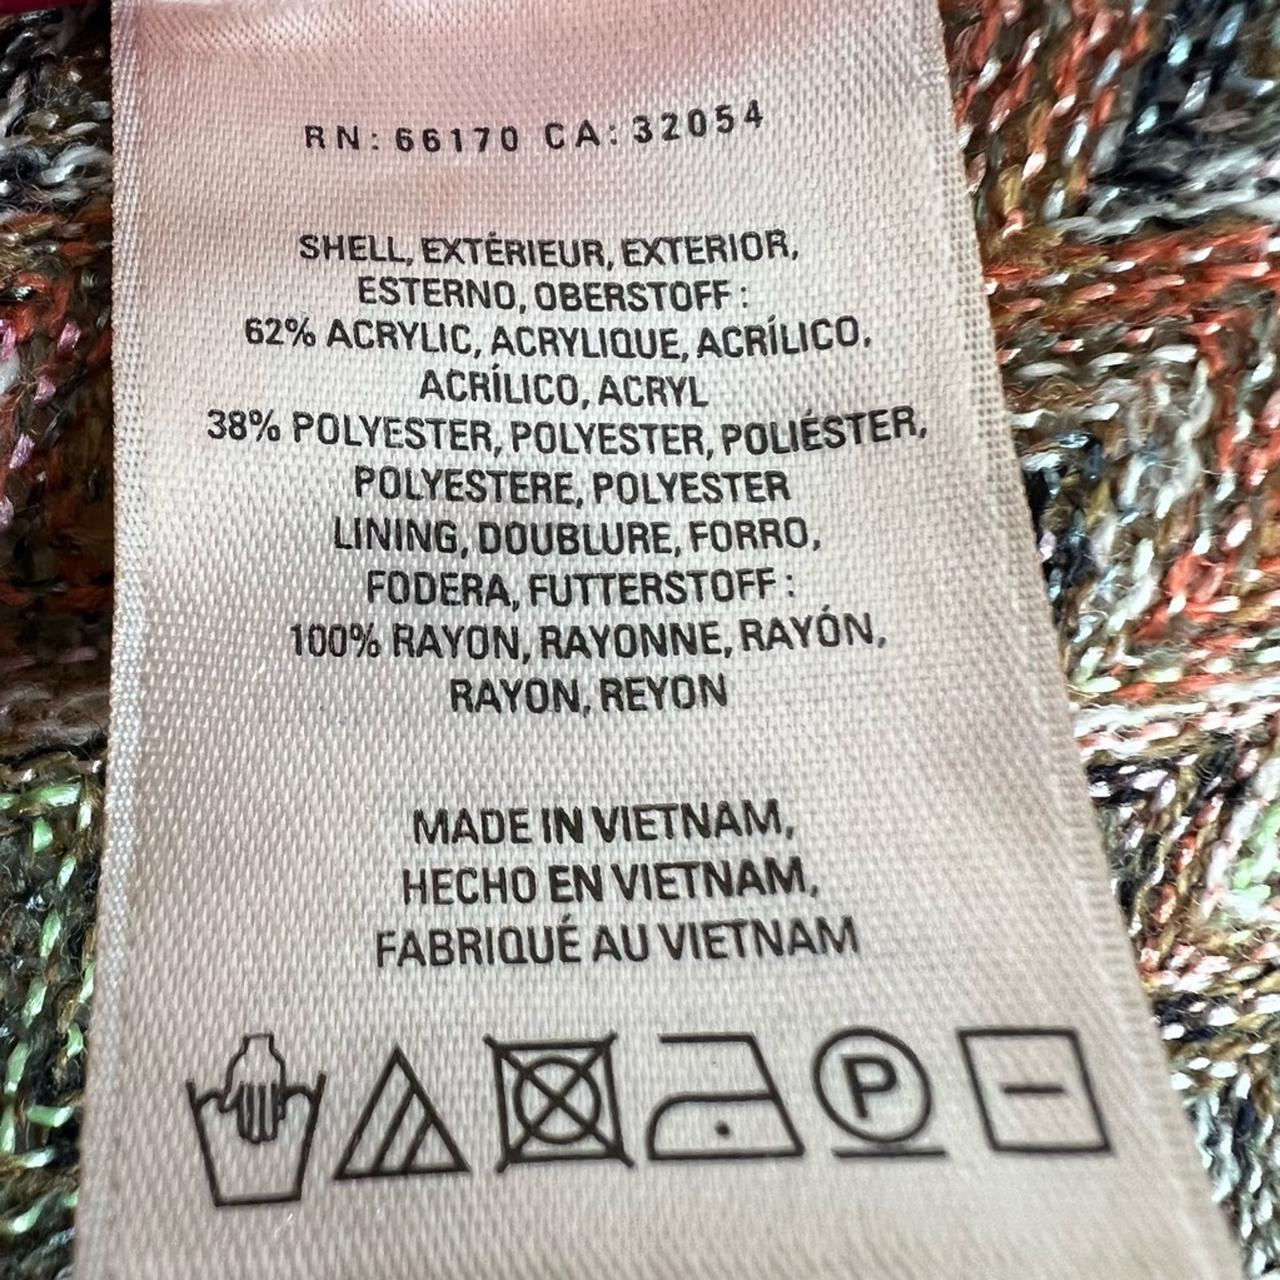 RN: 66170 CA: 32054
SHELL, EXTÉRIEUR, EXTERIOR,
ESTERNO, OBERSTOFF :
62% ACRYLIC, ACRYLIQUE, ACRÍLICO,
ACRÍLICO, ACRYL
38% POLYESTER, POLYESTER, POLIÉSTER,
POLYESTERE, POLYESTER
LINING, DOUBLURE, FORRO,
FODERA, FUTTERSTOFF :
100% RAYON, RAYONNE, RAYÓN,
RAYON, REYON
MADE IN VIETNAM,
HECHO EN VIETNAM,
FABRIQUÉ AU VIETNAM
P